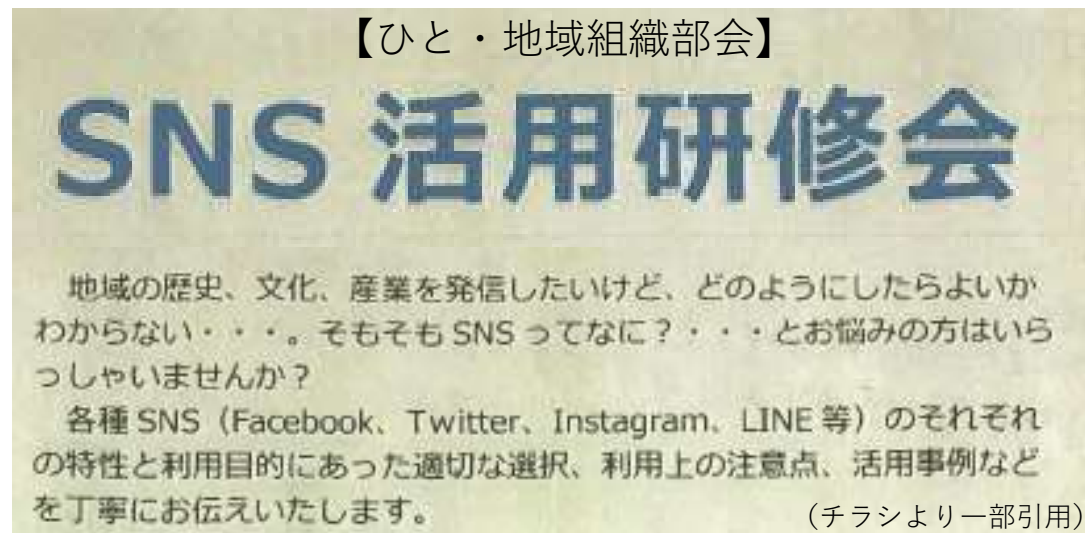 【ひと・地域組織部会】
SNS 活用研修会
地域の歴史、文化、産業を発信したいけど、どのようにしたらよいか
わからない・・・。そもそも SNS ってなに？・・・とお悩みの方はいら
っしゃいませんか？
各種 SNS（Facebook、Twitter、Instagram、LINE 等）のそれぞれ
の特性と利用目的にあった適切な選択、利用上の注意点、活用事例など
を丁寧にお伝えいたします。
（チラシより一部引用）